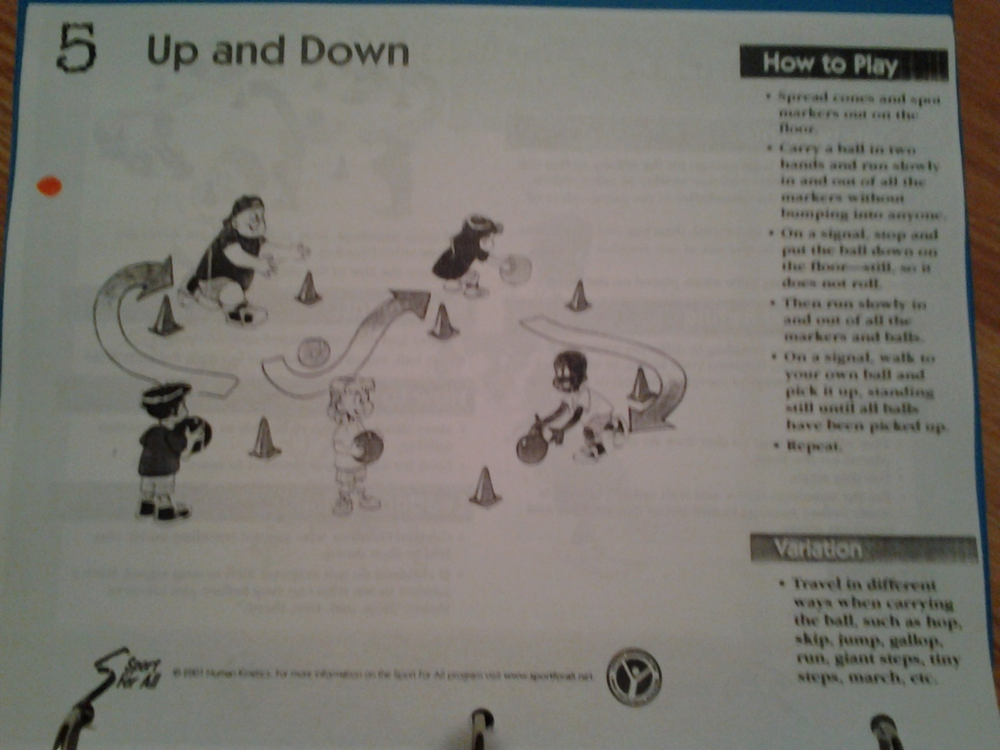 5 Up and Down
How to Play
• Spread cones and spot
markers out on the
floor.
• Carry a ball in two
hands and run slowly
in and out of all the
markers without
bumping into anyone.
• On a signal, stop and
put the ball down on
the floor—still, so it
does not roll.
• Then run slowly in
and out of all the
markers and balls.
• On a signal, walk to
your own ball and
pick it up, standing
still until all balls
have been picked up.
• Repeat.
Variation
• Travel in different
ways when carrying
the ball, such as hop,
skip, jump, gallop,
run, giant steps, tiny
steps, march, etc.
Sport
For All
© 2001 Human Kinetics. For more information on the Sport For All program visit www.sportforall.net.